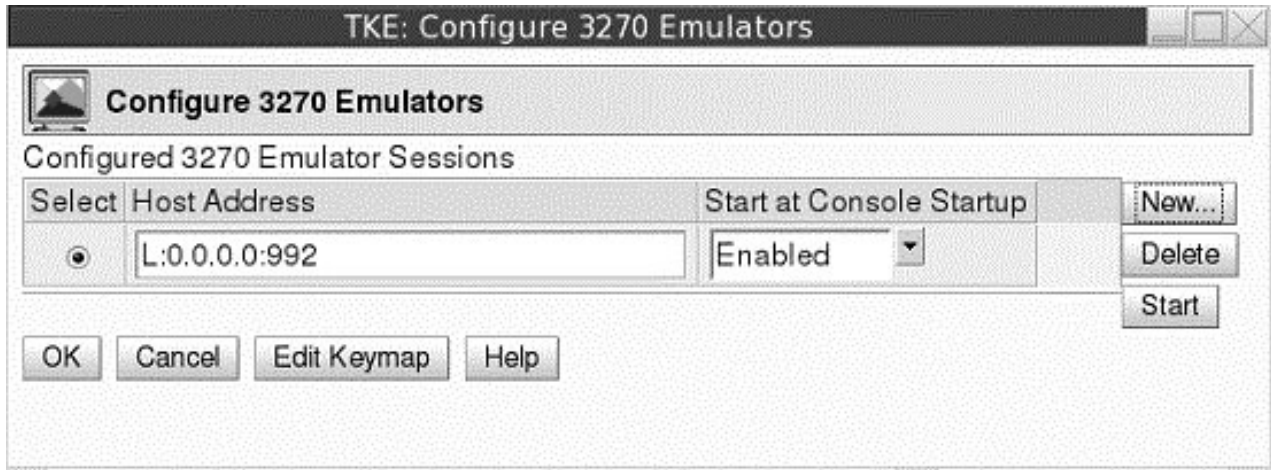 TKE: Configure 3270 Emulators
Configure 3270 Emulators
Configured 3270 Emulator Sessions
Select Host Address Start at Console Startup New...
L:0.0.0.0:992 Enabled Delete
Start
OK Cancel Edit Keymap Help